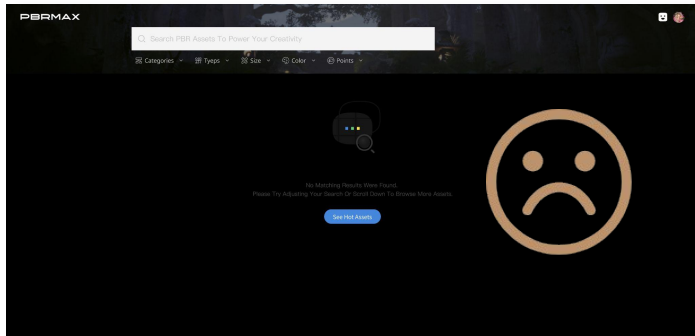 PBRMAX
Search PBR Assets To Power Your Creativity
Categories Tyeps Size Color Points
No Matching Results Were Found.
Please Try Adjusting Your Search Or Scroll Down To Browse More Assets.
See Hot Assets